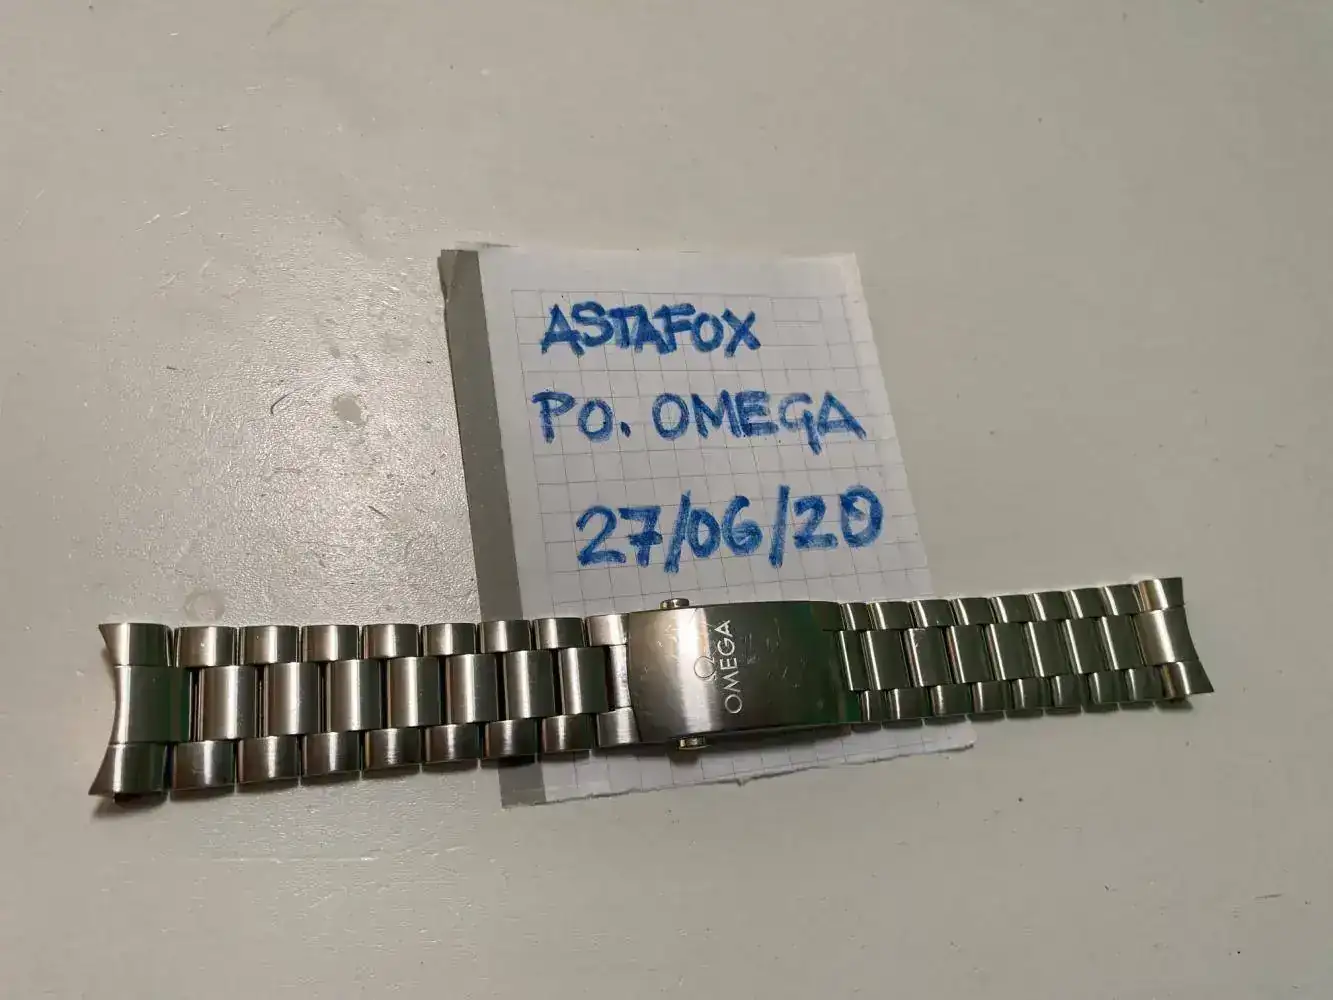 ASTAFOX
PO. OMEGA
27/06/20
Ω
OMEGA